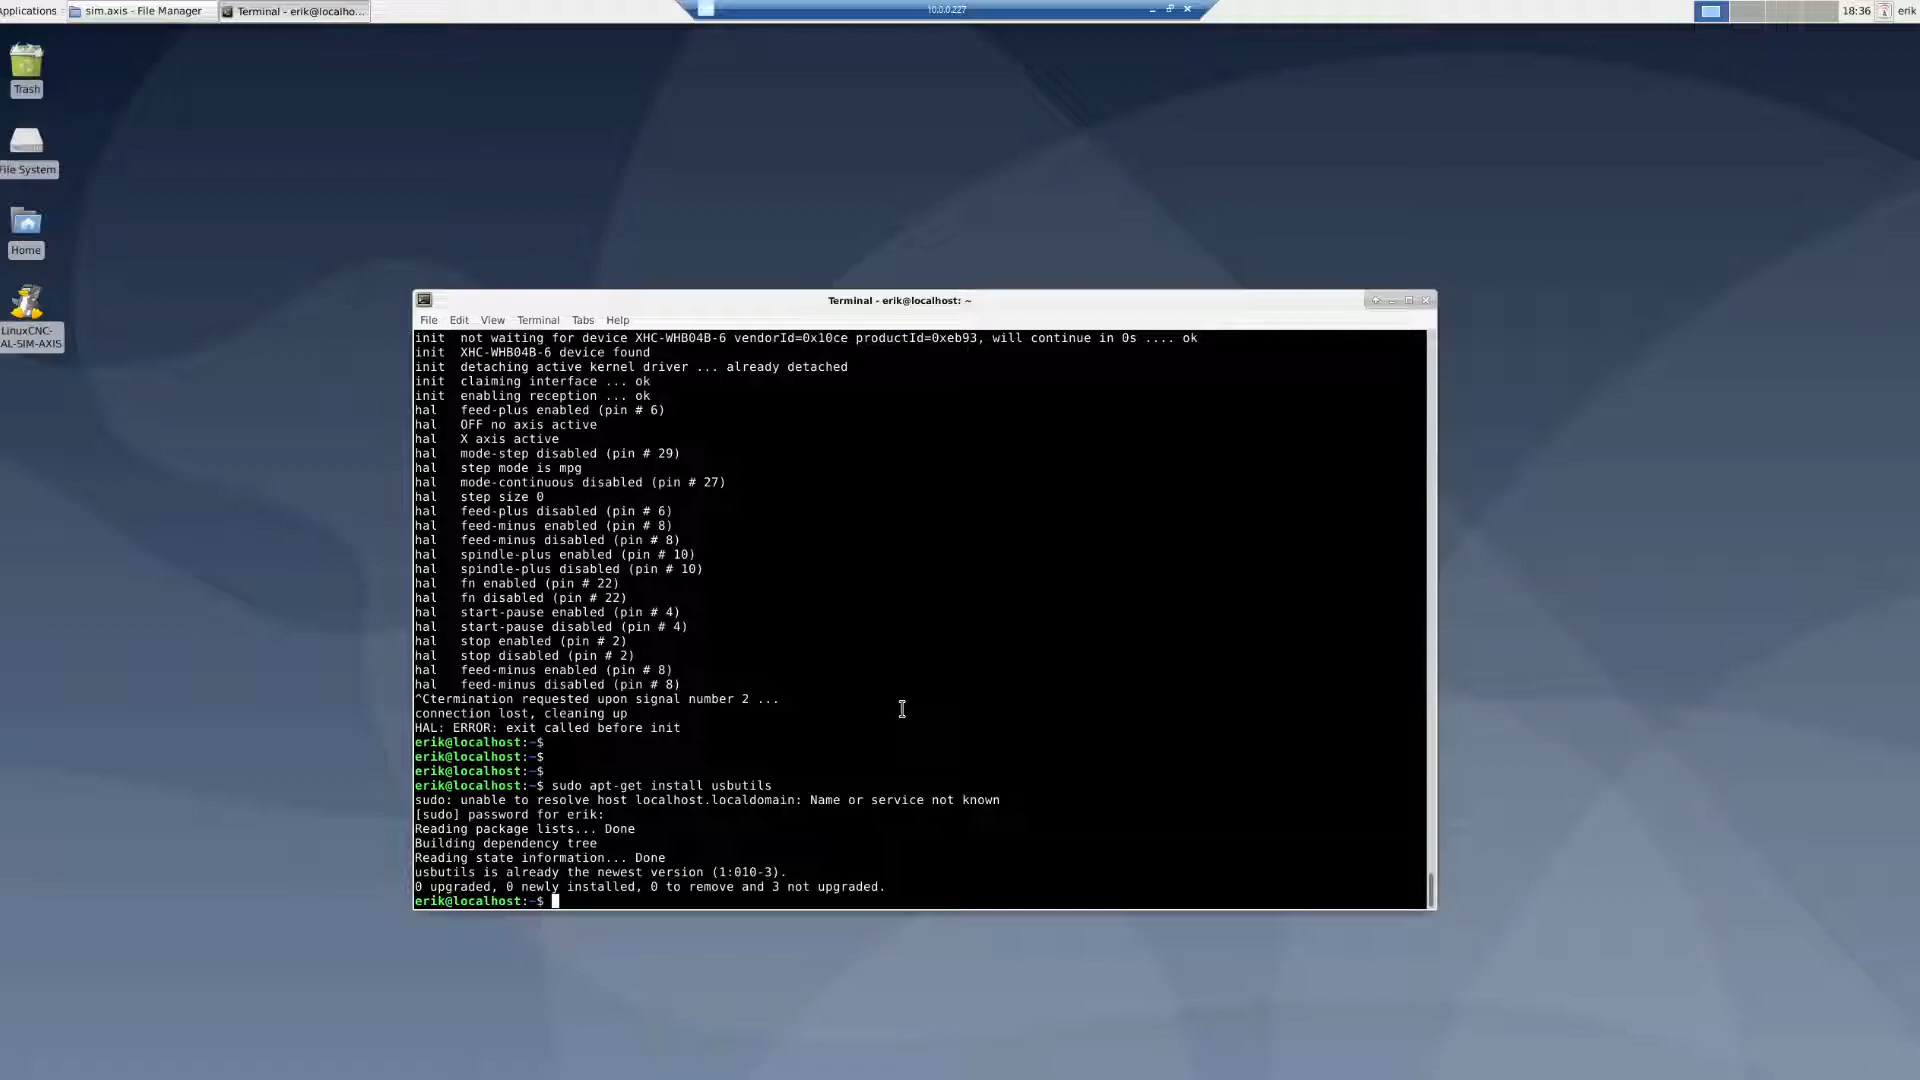 Applications
sim.axis - File Manager
Terminal - erik@localho...
10.0.0.227
18:36
erik
Trash
File System
Home
LinuxCNC-
AL-SIM-AXIS
Terminal - erik@localhost: ~
File Edit View Terminal Tabs Help
init  not waiting for device XHC-WHB04B-6 vendorId=0x10ce productId=0xeb93, will continue in 0s .... ok
init  XHC-WHB04B-6 device found
init  detaching active kernel driver ... already detached
init  claiming interface ... ok
init  enabling reception ... ok
hal   feed-plus enabled (pin # 6)
hal   OFF no axis active
hal   X axis active
hal   mode-step disabled (pin # 29)
hal   step mode is mpg
hal   mode-continuous disabled (pin # 27)
hal   step size 0
hal   feed-plus disabled (pin # 6)
hal   feed-minus enabled (pin # 8)
hal   feed-minus disabled (pin # 8)
hal   spindle-plus enabled (pin # 10)
hal   spindle-plus disabled (pin # 10)
hal   fn enabled (pin # 22)
hal   fn disabled (pin # 22)
hal   start-pause enabled (pin # 4)
hal   start-pause disabled (pin # 4)
hal   stop enabled (pin # 2)
hal   stop disabled (pin # 2)
hal   feed-minus enabled (pin # 8)
hal   feed-minus disabled (pin # 8)
^Ctermination requested upon signal number 2 ...
connection lost, cleaning up
HAL: ERROR: exit called before init
erik@localhost:~$
erik@localhost:~$
erik@localhost:~$
erik@localhost:~$ sudo apt-get install usbutils
sudo: unable to resolve host localhost.localdomain: Name or service not known
[sudo] password for erik:
Reading package lists... Done
Building dependency tree
Reading state information... Done
usbutils is already the newest version (1:010-3).
0 upgraded, 0 newly installed, 0 to remove and 3 not upgraded.
erik@localhost:~$